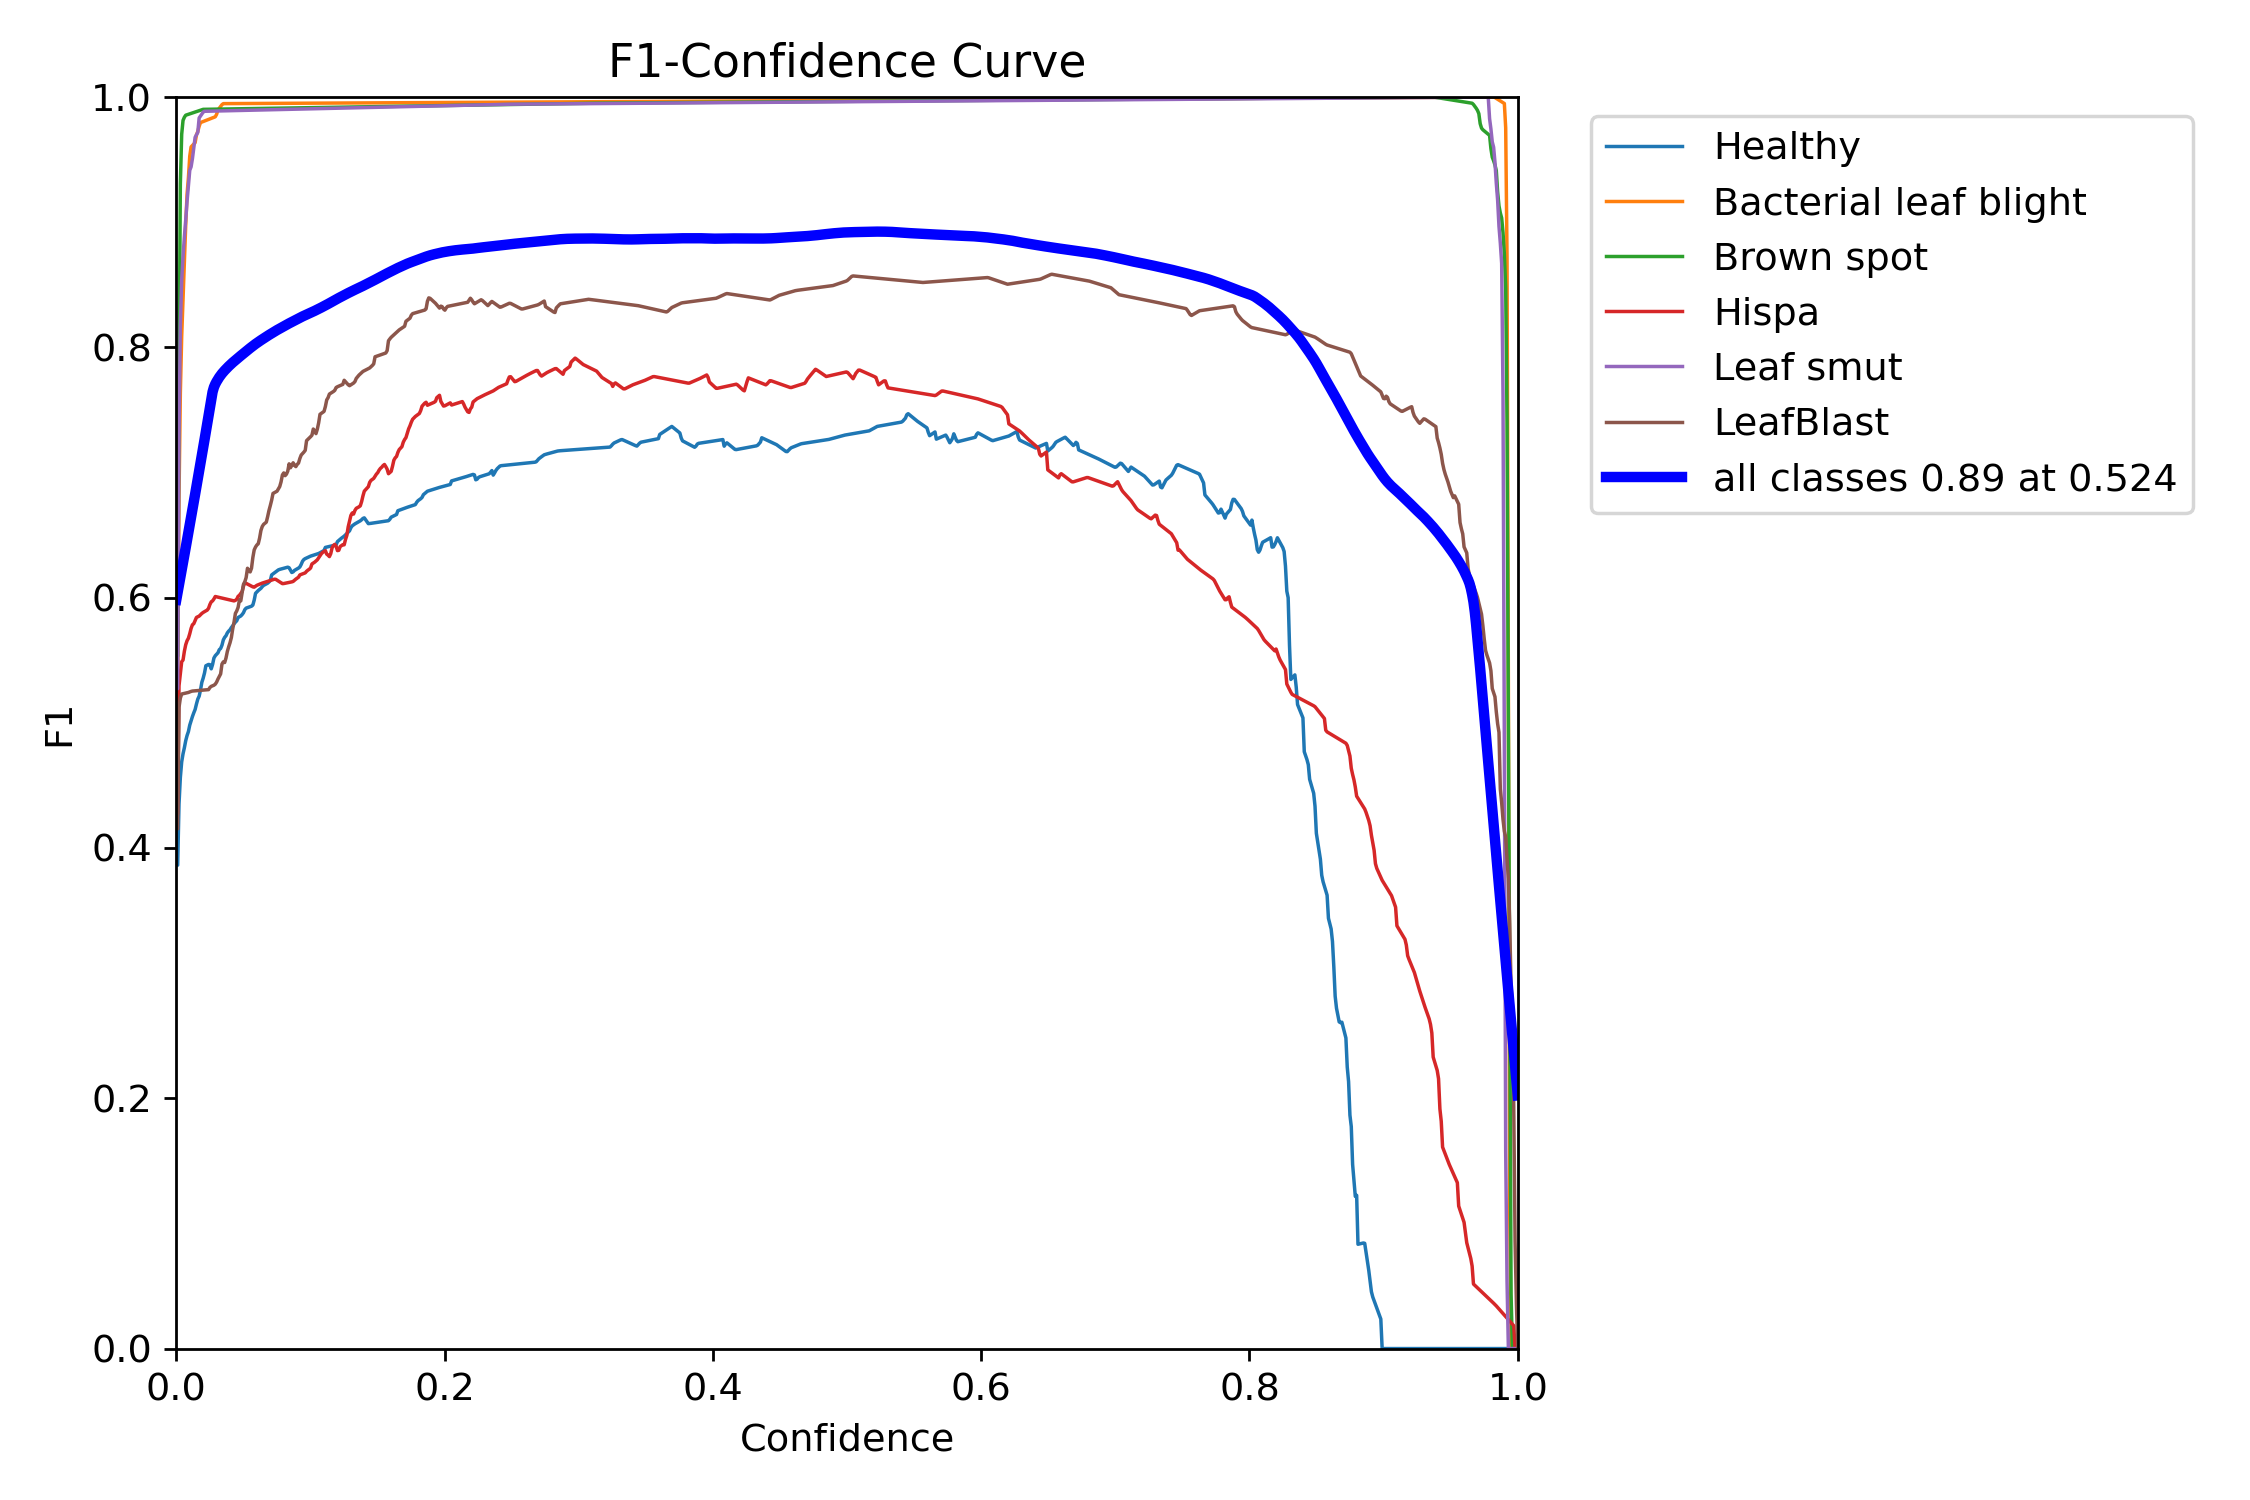 F1-Confidence Curve
1.0
0.8
0.6
0.4
0.2
0.0
F1
0.0 0.2 0.4 0.6 0.8 1.0
Confidence
Healthy
Bacterial leaf blight
Brown spot
Hispa
Leaf smut
LeafBlast
all classes 0.89 at 0.524